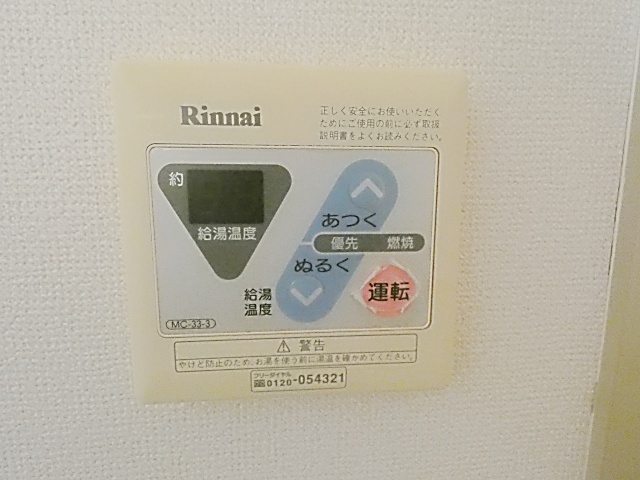 Rinnai
正しく安全にお使いいただく
ためにご使用の前に必ず取扱
説明書をよくお読みください。
約
給湯温度
あつく
優先 燃焼
ぬるく
給湯
温度
運転
MC-33-3
⚠ 警告
やけど防止のため、お湯を使う前に湯温を確かめてください。
フリーダイヤル
0120-054321